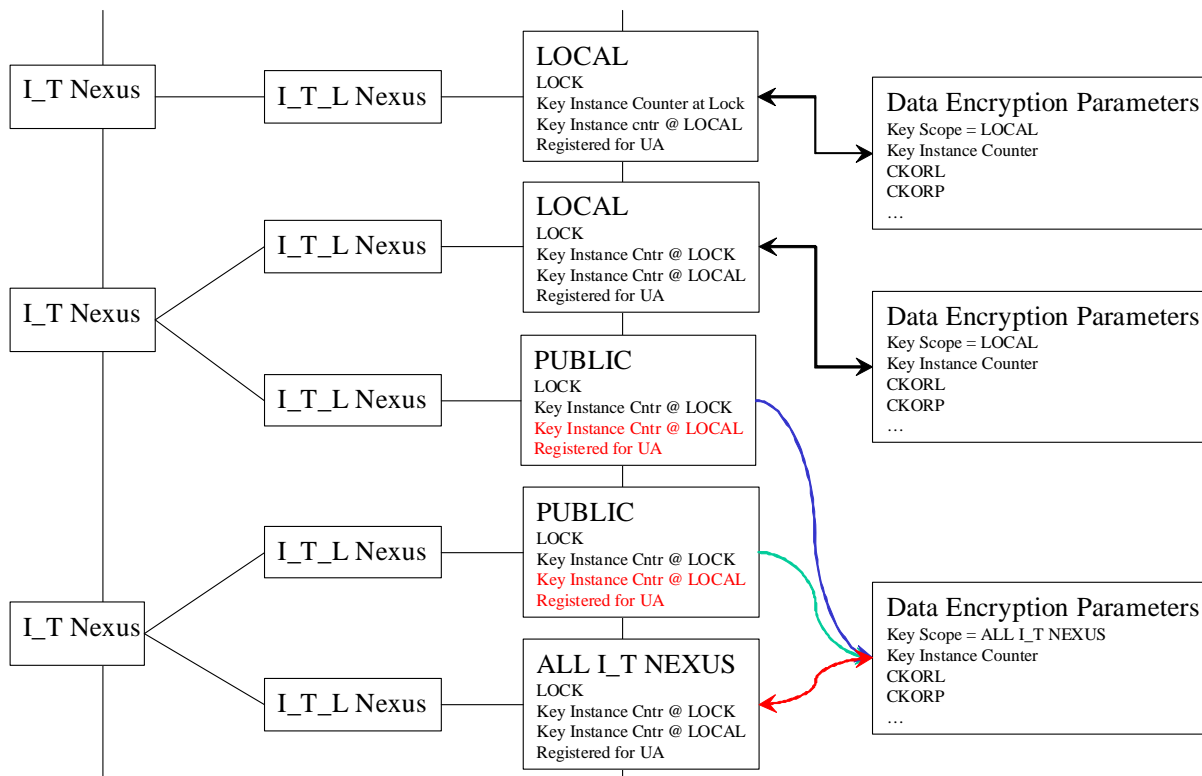 I_T Nexus
I_T_L Nexus
LOCAL
LOCK
Key Instance Counter at Lock
Key Instance cntr @ LOCAL
Registered for UA
Data Encryption Parameters
Key Scope = LOCAL
Key Instance Counter
CKORL
CKORP
…
I_T Nexus
I_T_L Nexus
LOCAL
LOCK
Key Instance Cntr @ LOCK
Key Instance Cntr @ LOCAL
Registered for UA
Data Encryption Parameters
Key Scope = LOCAL
Key Instance Counter
CKORL
CKORP
…
I_T_L Nexus
PUBLIC
LOCK
Key Instance Cntr @ LOCK
Key Instance Cntr @ LOCAL
Registered for UA
I_T Nexus
I_T_L Nexus
PUBLIC
LOCK
Key Instance Cntr @ LOCK
Key Instance Cntr @ LOCAL
Registered for UA
I_T_L Nexus
ALL I_T NEXUS
LOCK
Key Instance Cntr @ LOCK
Key Instance Cntr @ LOCAL
Registered for UA
Data Encryption Parameters
Key Scope = ALL I_T NEXUS
Key Instance Counter
CKORL
CKORP
…